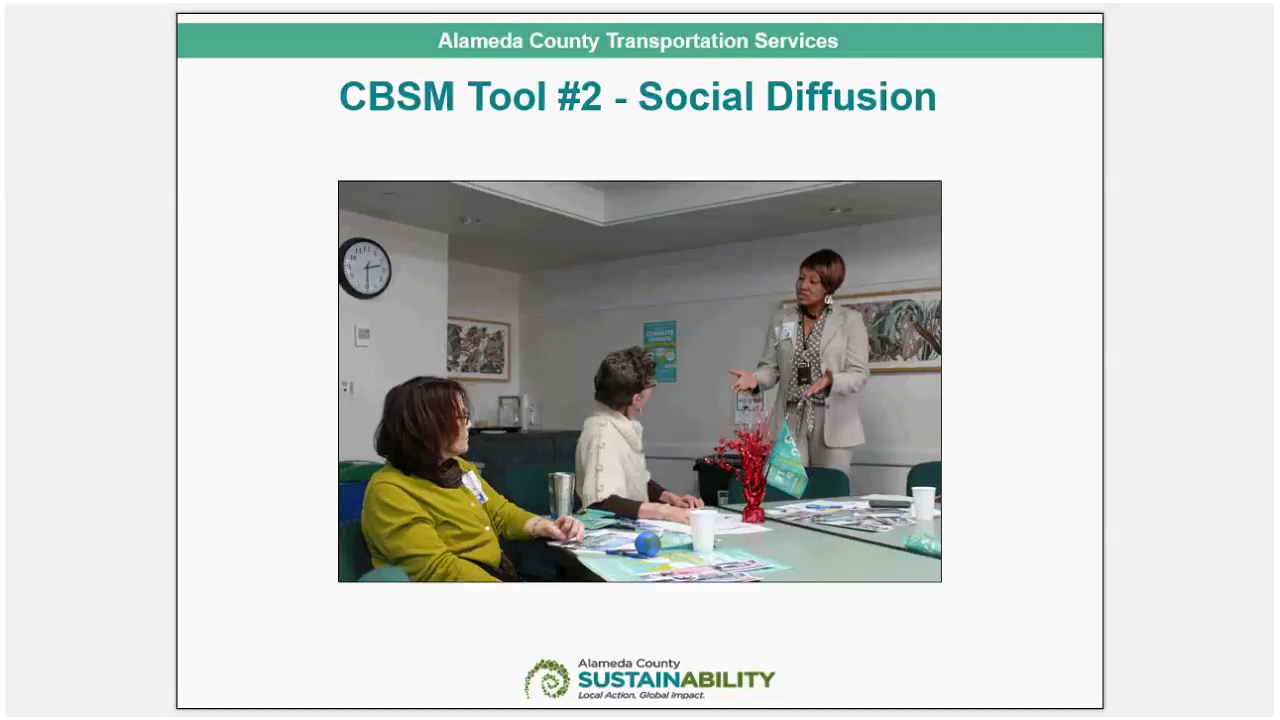 Alameda County Transportation Services
CBSM Tool #2 - Social Diffusion
Alameda County
SUSTAINABILITY
Local Action, Global Impact.